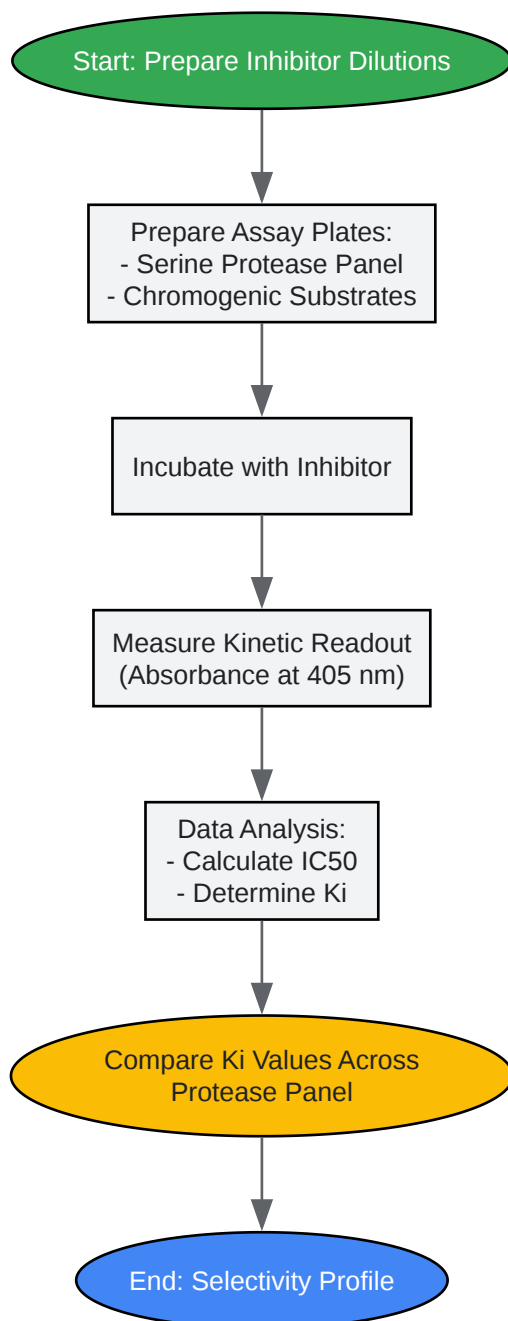 Start: Prepare Inhibitor Dilutions
Prepare Assay Plates:
- Serine Protease Panel
- Chromogenic Substrates
Incubate with Inhibitor
Measure Kinetic Readout
(Absorbance at 405 nm)
Data Analysis:
- Calculate IC50
- Determine Ki
Compare Ki Values Across
Protease Panel
End: Selectivity Profile